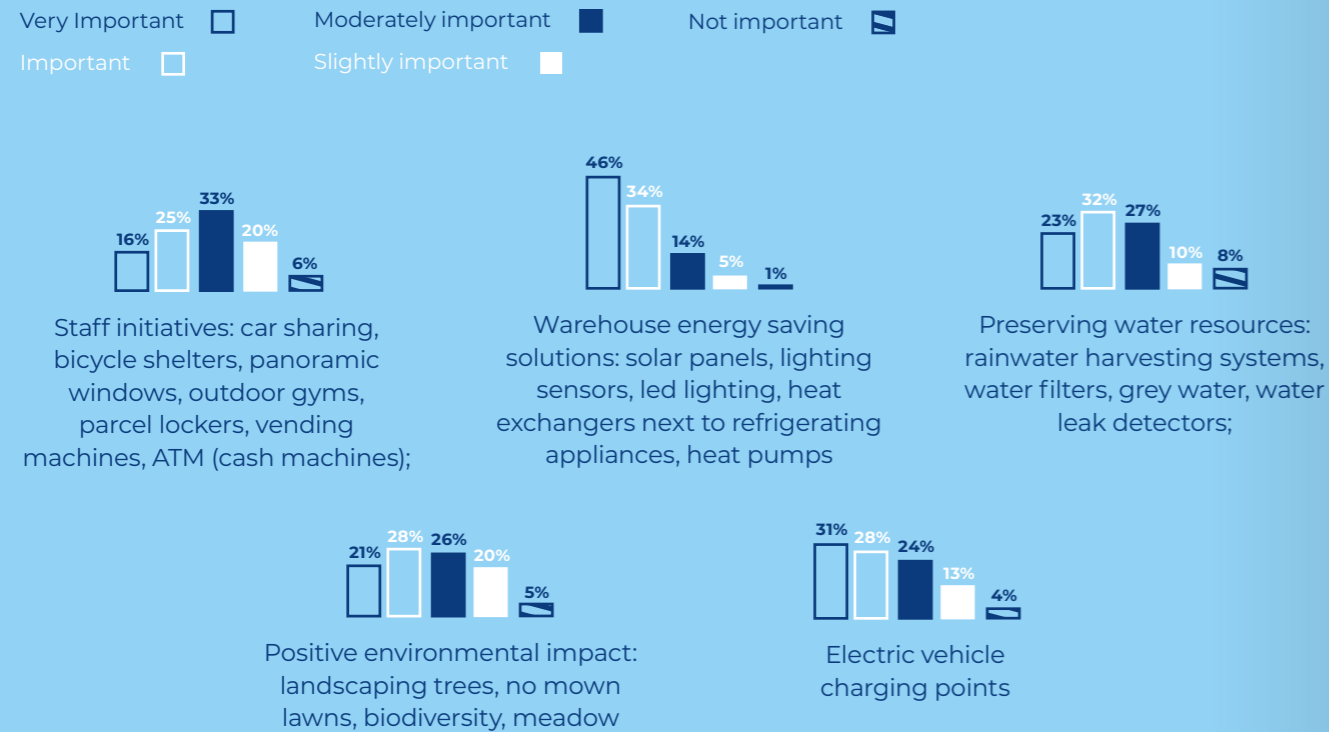 Very Important
Moderately important
Not important
Important
Slightly important
16%
25%
33%
20%
6%
Staff initiatives: car sharing,
bicycle shelters, panoramic
windows, outdoor gyms,
parcel lockers, vending
machines, ATM (cash machines);
46%
34%
14%
5%
1%
Warehouse energy saving
solutions: solar panels, lighting
sensors, led lighting, heat
exchangers next to refrigerating
appliances, heat pumps
23%
32%
27%
10%
8%
Preserving water resources:
rainwater harvesting systems,
water filters, grey water, water
leak detectors;
21%
28%
26%
20%
5%
Positive environmental impact:
landscaping trees, no mown
lawns, biodiversity, meadow
31%
28%
24%
13%
4%
Electric vehicle
charging points